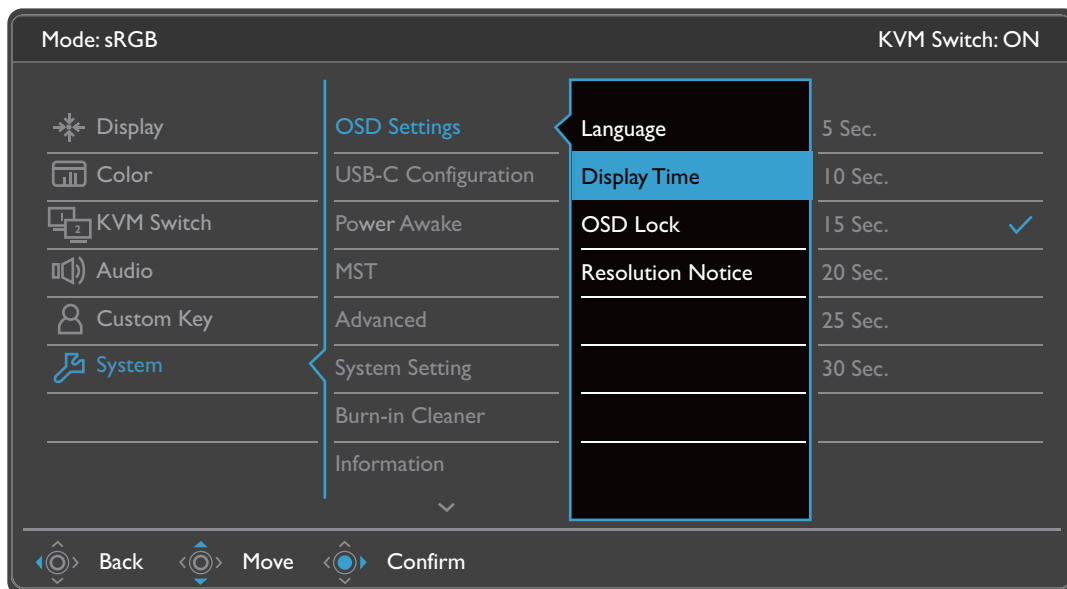 Mode: sRGB
KVM Switch: ON
Display
Color
1
2
KVM Switch
Audio
Custom Key
System
OSD Settings
USB-C Configuration
Power Awake
MST
Advanced
System Setting
Burn-in Cleaner
Information
Language
Display Time
OSD Lock
Resolution Notice
5 Sec.
10 Sec.
15 Sec.
20 Sec.
25 Sec.
30 Sec.
Back
Move
Confirm